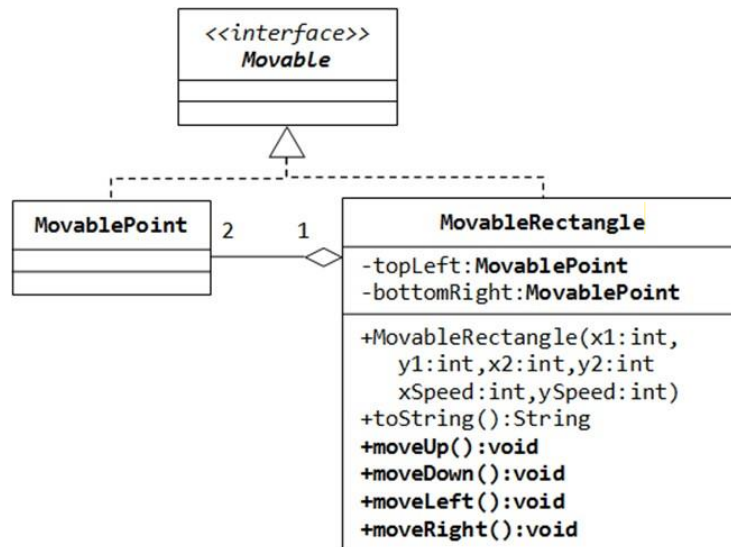 <<interface>>
Movable
MovablePoint
2
1
MovableRectangle
-topLeft:MovablePoint
-bottomRight:MovablePoint
+MovableRectangle(x1:int,
y1:int,x2:int,y2:int
xSpeed:int,ySpeed:int)
+toString():String
+moveUp():void
+moveDown():void
+moveLeft():void
+moveRight():void